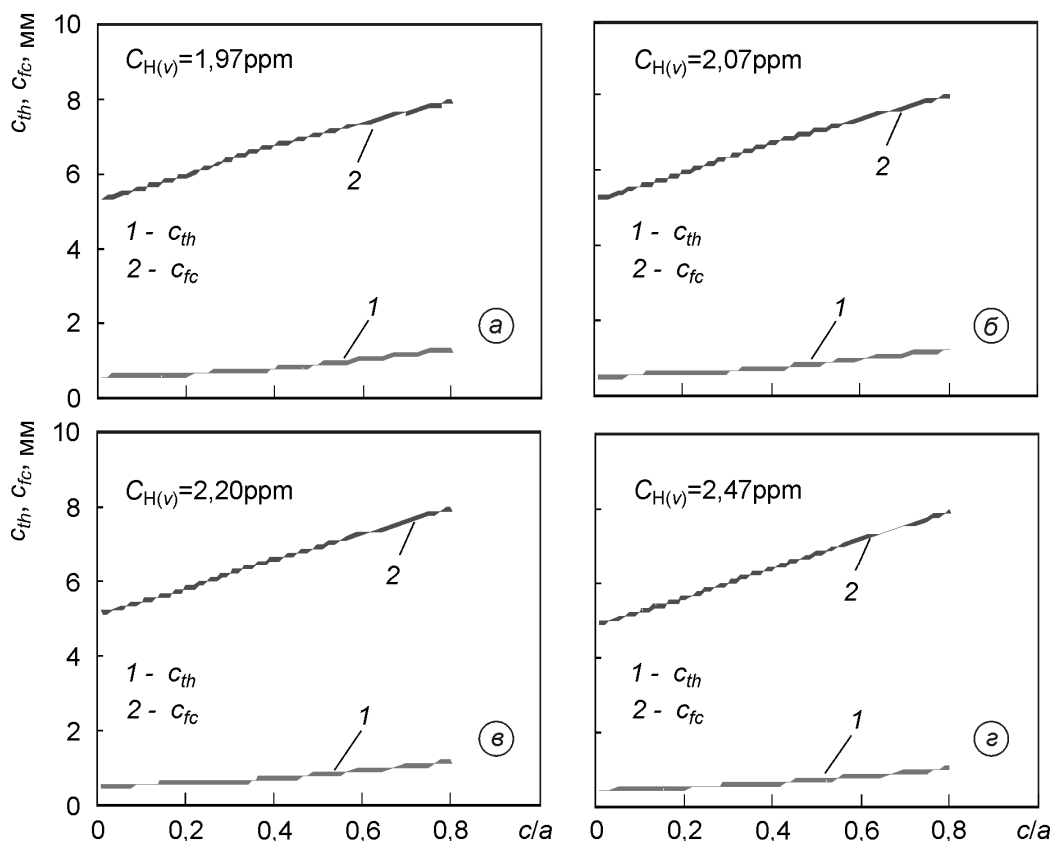 10
c_th, c_fc, мм
C_H(v)=1,97ppm
8
6
4
2
0
2
1 - c_th
2 - c_fc
1
а
C_H(v)=2,07ppm
2
1 - c_th
2 - c_fc
1
б
10
c_th, c_fc, мм
C_H(v)=2,20ppm
8
6
4
2
0
2
1 - c_th
2 - c_fc
1
в
0 0,2 0,4 0,6 0,8 c/a
C_H(v)=2,47ppm
2
1 - c_th
2 - c_fc
1
г
0 0,2 0,4 0,6 0,8 c/a